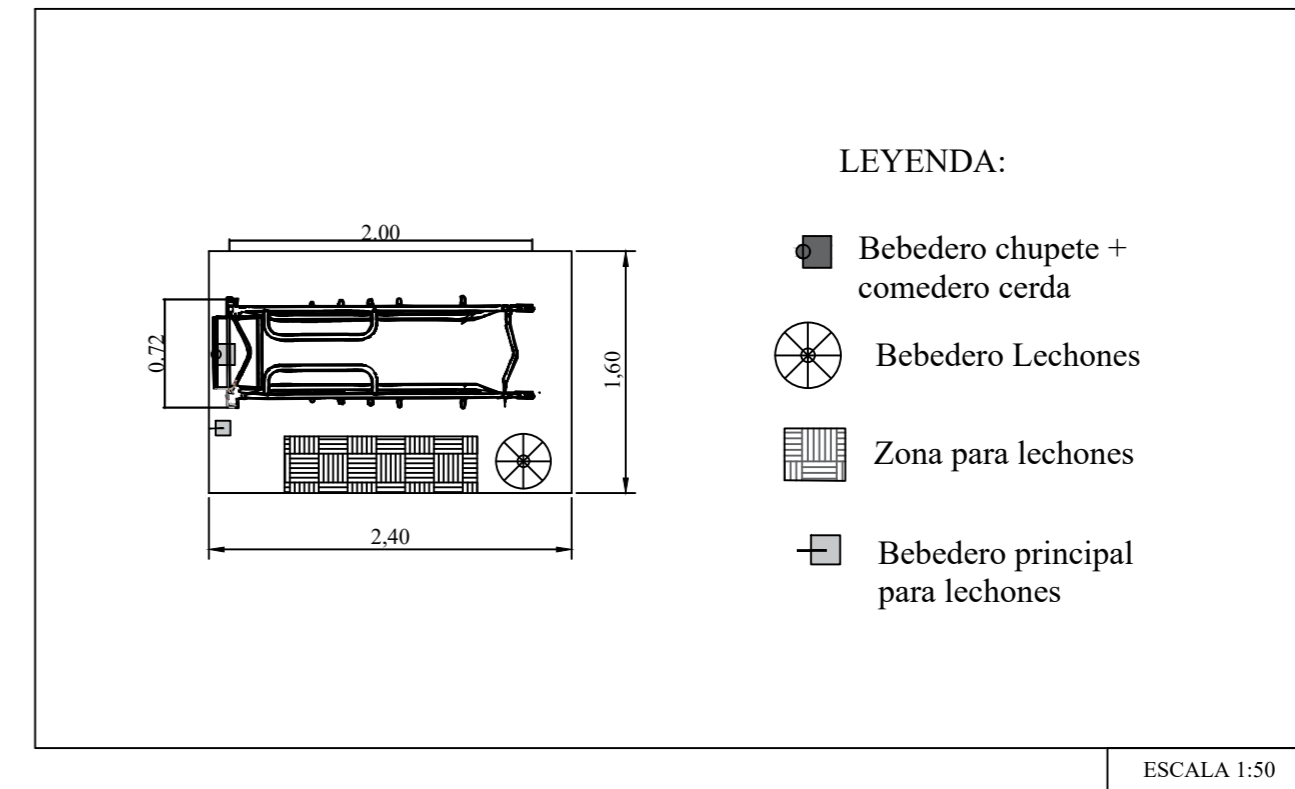 2.00
0.72
1,60
2,40
LEYENDA:
Bebedero chupete +
comedero cerda
Bebedero Lechones
Zona para lechones
Bebedero principal
para lechones
ESCALA 1:50